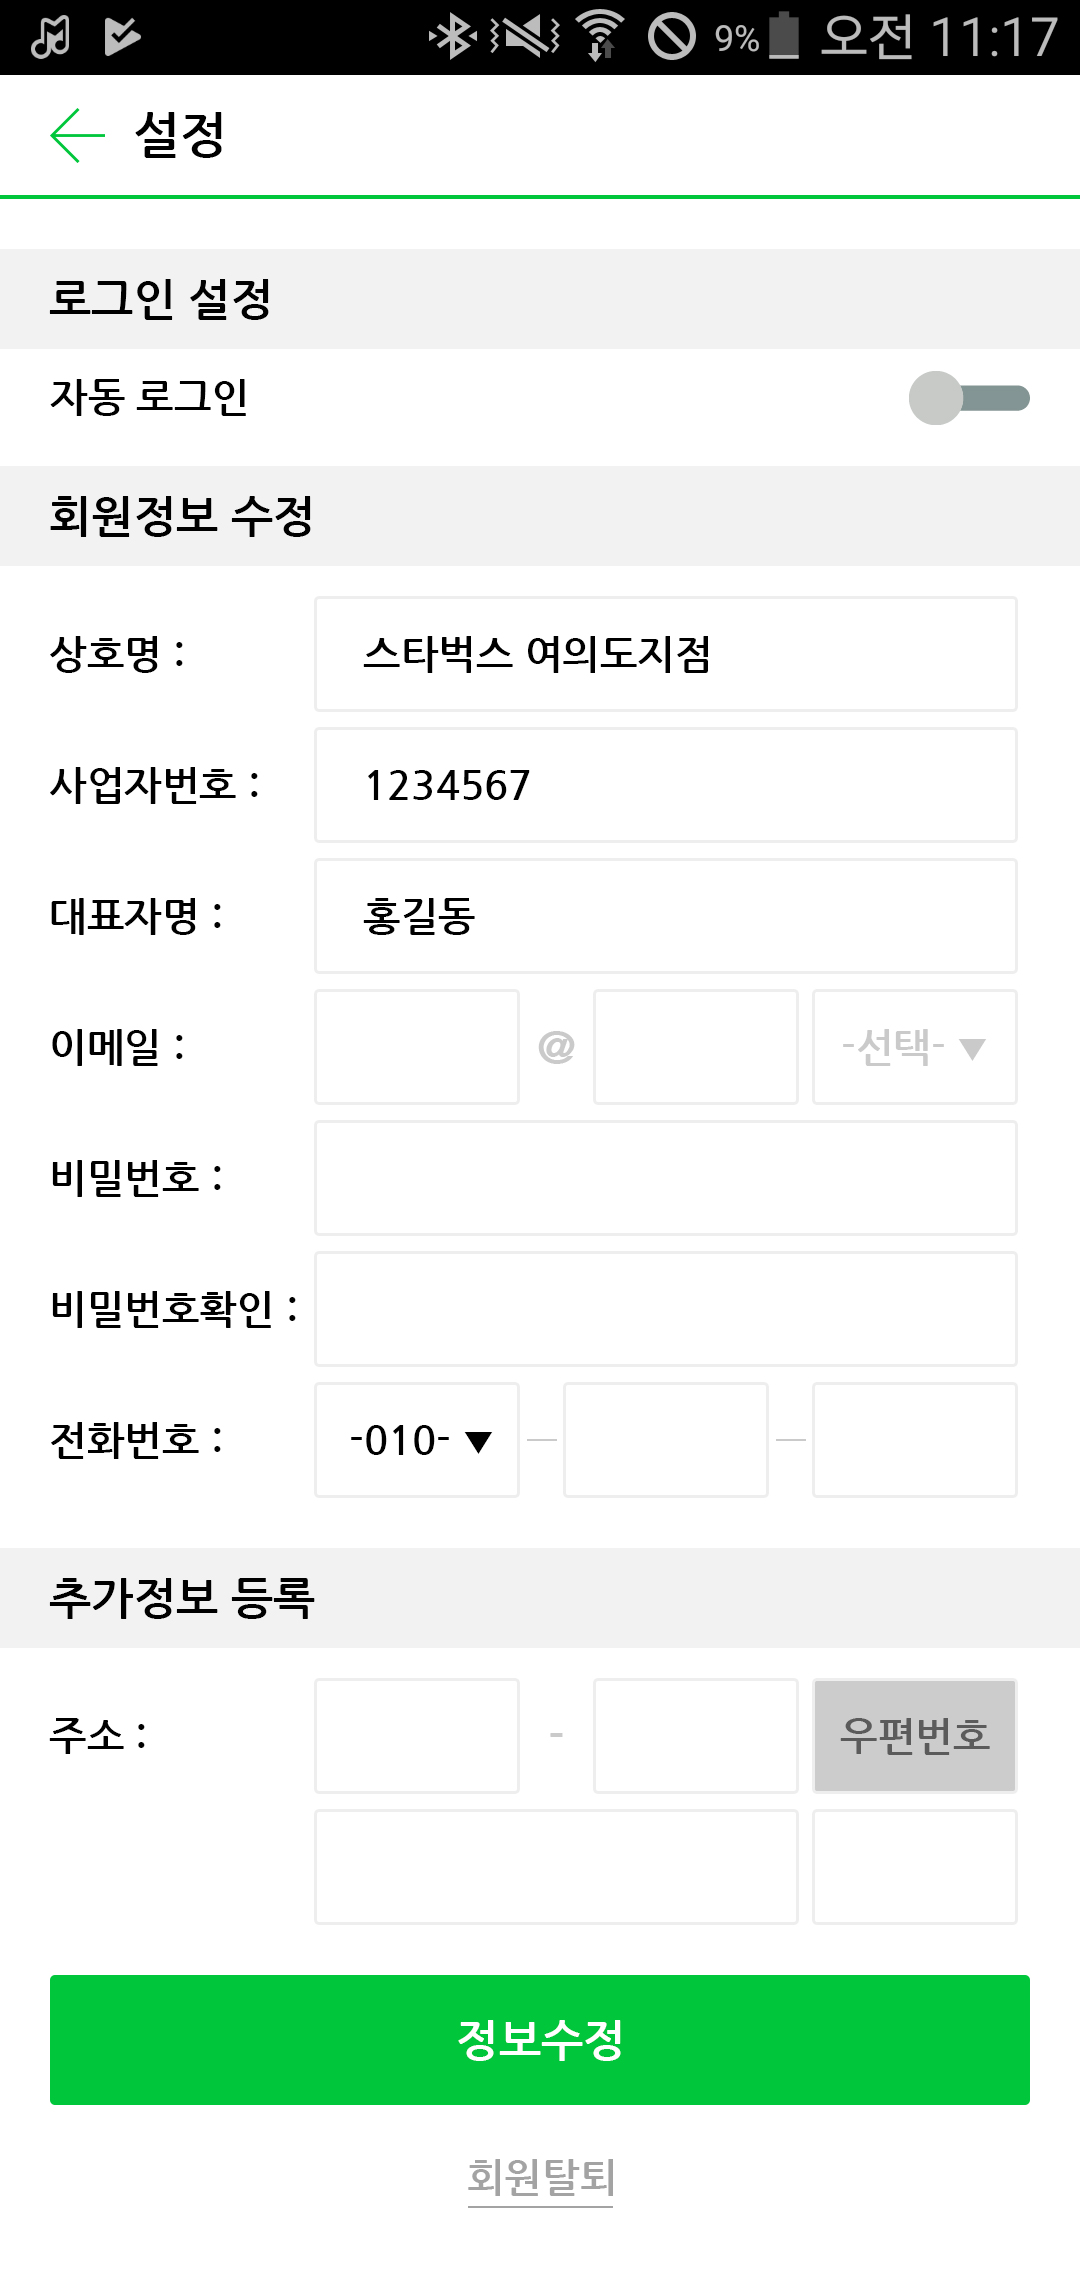 9% 오전 11:17
설정
로그인 설정
자동 로그인
회원정보 수정
상호명 : 스타벅스 여의도지점
사업자번호 : 1234567
대표자명 : 홍길동
이메일 : @ -선택- ▼
비밀번호 :
비밀번호확인 :
전화번호 : -010- ▼ — —
추가정보 등록
주소 : - 우편번호
정보수정
회원탈퇴